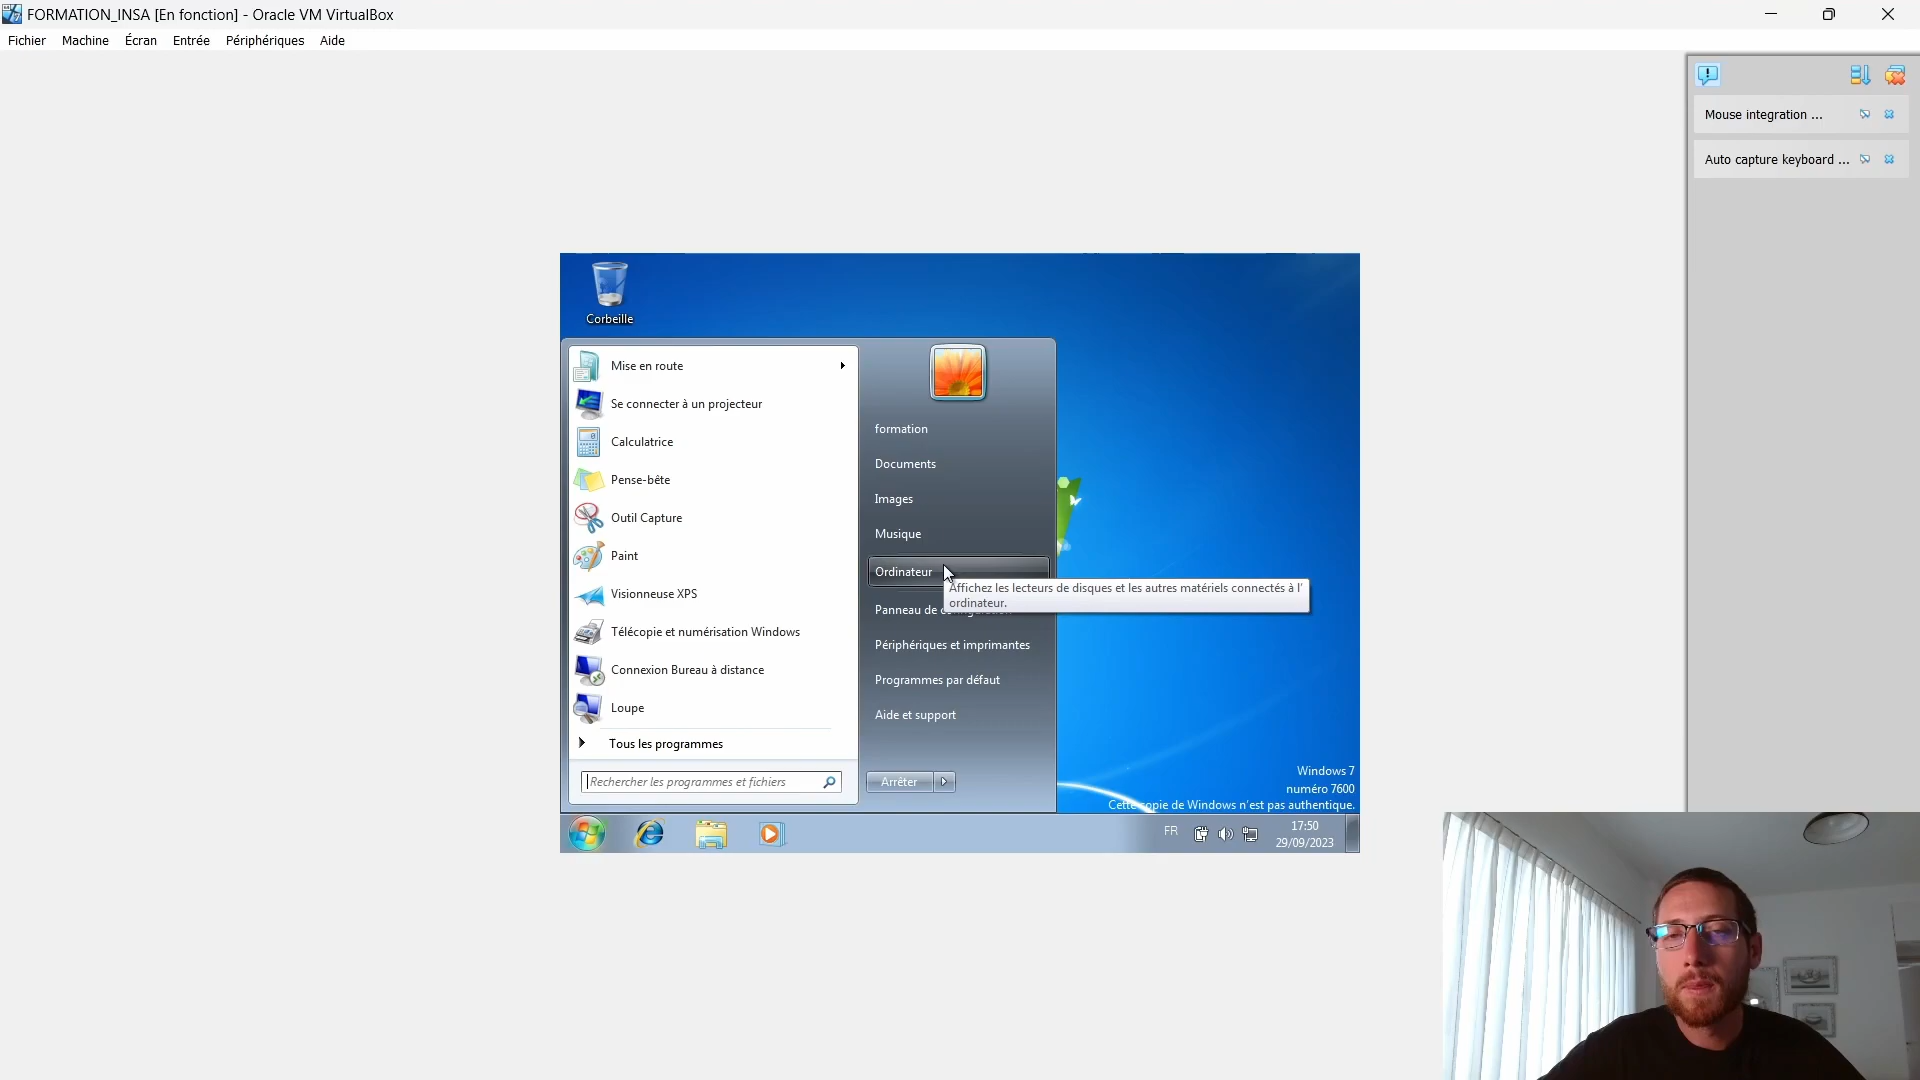 FORMATION_INSA [En fonction] - Oracle VM VirtualBox
Fichier Machine Écran Entrée Périphériques Aide
Mouse integration ...
Auto capture keyboard ...
Corbeille
Mise en route
Se connecter à un projecteur
Calculatrice
Pense-bête
Outil Capture
Paint
Visionneuse XPS
Télécopie et numérisation Windows
Connexion Bureau à distance
Loupe
Tous les programmes
Rechercher les programmes et fichiers
formation
Documents
Images
Musique
Ordinateur
Affichez les lecteurs de disques et les autres matériels connectés à l'
ordinateur.
Panneau de
Périphériques et imprimantes
Programmes par défaut
Aide et support
Arrêter
Windows 7
numéro 7600
Cette copie de Windows n'est pas authentique.
FR
17:50
29/09/2023